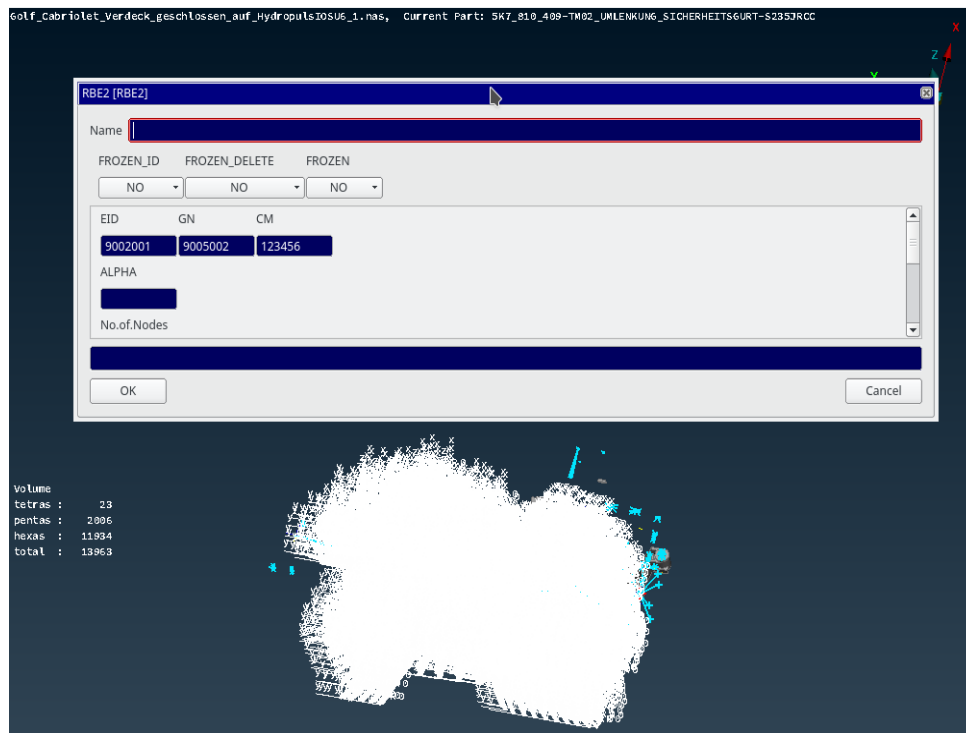 Golf_Cabriolet_Verdeck_geschlossen_auf_HydropulsIOSU6_1.nas, Current Part: 5K7_810_409-TM02_UMLENKUNG_SICHERHEITSGURT-S235JRCC
X
Z
Y
RBE2 [RBE2]
Name
FROZEN_ID FROZEN_DELETE FROZEN
NO NO NO
EID GN CM
9002001 9005002 123456
ALPHA
No.of.Nodes
OK Cancel
Volume
tetras : 23
pentas : 2006
hexas : 11934
total : 13963